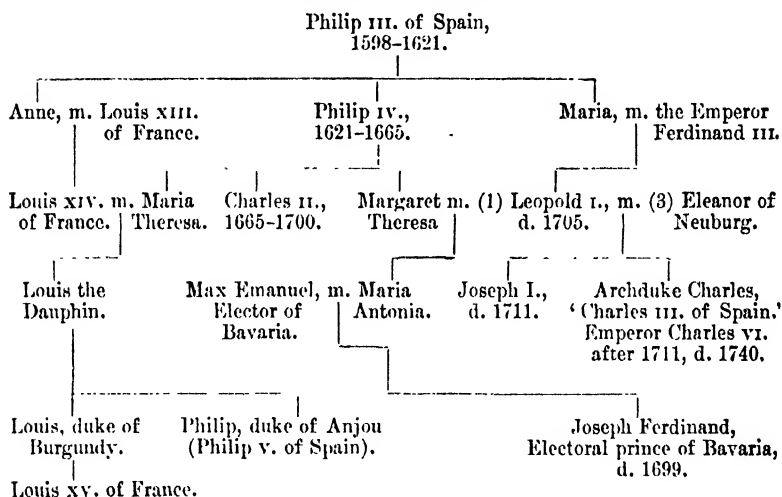 Philip III. of Spain,
1598-1621.
Anne, m. Louis XIII.
of France.
Philip IV.,
1621-1665.
Maria, m. the Emperor
Ferdinand III.
Louis XIV. m. Maria
of France. Theresa.
Charles II.,
1665-1700.
Margaret m. (1) Leopold I., m. (3) Eleanor of
Theresa d. 1705. Neuburg.
Louis the
Dauphin.
Max Emanuel, m. Maria
Elector of Antonia.
Bavaria.
Joseph I.,
d. 1711.
Archduke Charles,
'Charles III. of Spain.'
Emperor Charles VI.
after 1711, d. 1740.
Louis, duke of
Burgundy.
Philip, duke of Anjou
(Philip V. of Spain).
Joseph Ferdinand,
Electoral prince of Bavaria,
d. 1699.
Louis XV. of France.